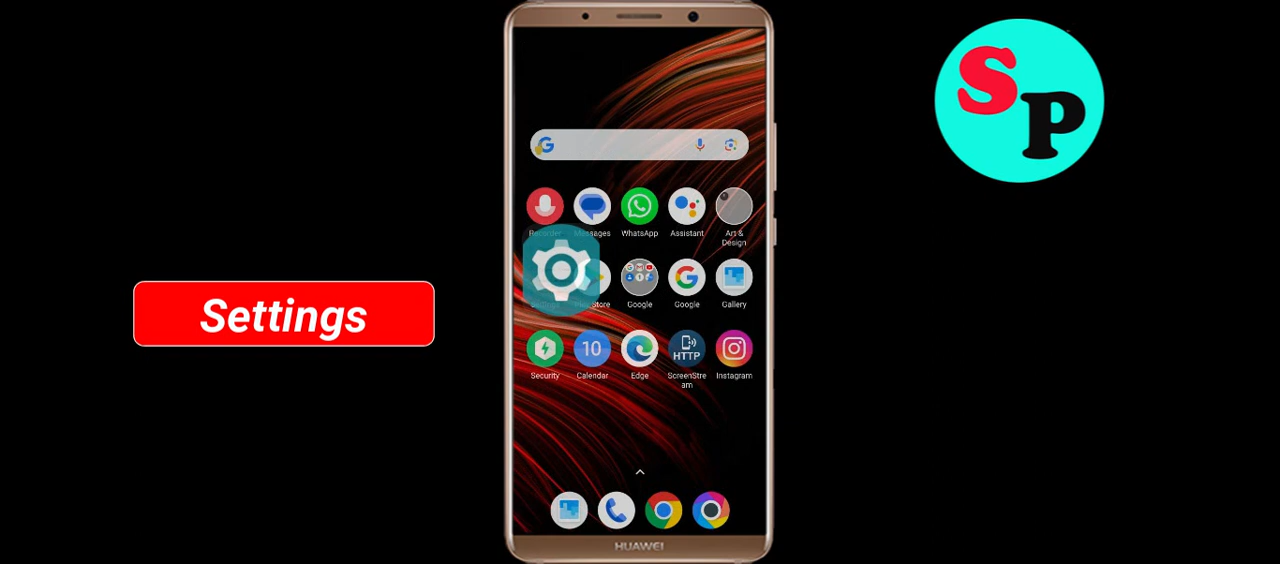 S
P
Recorder
Messages
WhatsApp
Assistant
Art &
Design
Store
Google
Google
Gallery
Settings
10
HTTP
Security
Calendar
Edge
ScreenStre
am
Instagram
HUAWEI